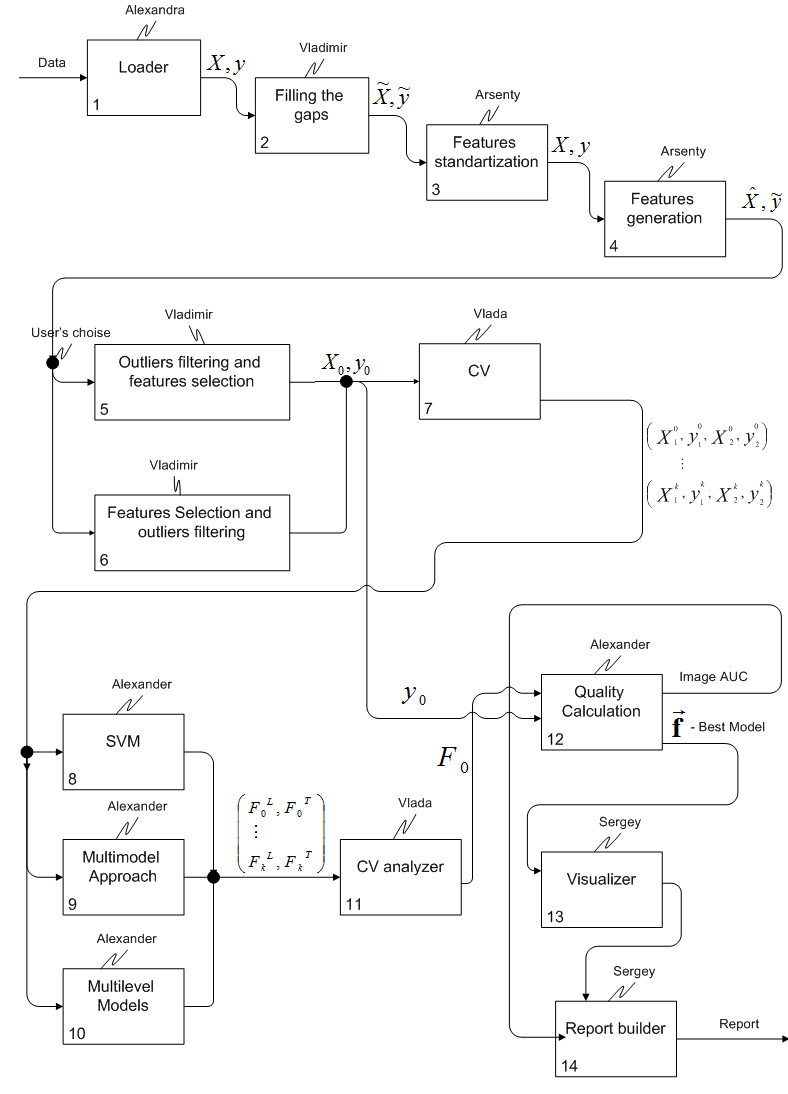 Alexandra
Data
Loader
1
X, y
Vladimir
Filling the
gaps
2
X̃, ỹ
Arsenty
Features
standartization
3
X, y
Arsenty
Features
generation
4
X̂, ỹ
User's choise
Vladimir
Outliers filtering and
features selection
5
X₀, y₀
Vlada
CV
7
(X₁⁰, y₁⁰, X₂⁰, y₂⁰)
⋮
(X₁ᵏ, y₁ᵏ, X₂ᵏ, y₂ᵏ)
Vladimir
Features Selection and
outliers filtering
6
Alexander
SVM
8
Alexander
Multimodel
Approach
9
Alexander
Multilevel
Models
10
(F₀ᴸ, F₀ᵀ
⋮
Fₖᴸ, Fₖᵀ)
Vlada
CV analyzer
11
y₀
F₀
Alexander
Quality
Calculation
12
Image AUC
f⃗ - Best Model
Sergey
Visualizer
13
Sergey
Report builder
14
Report